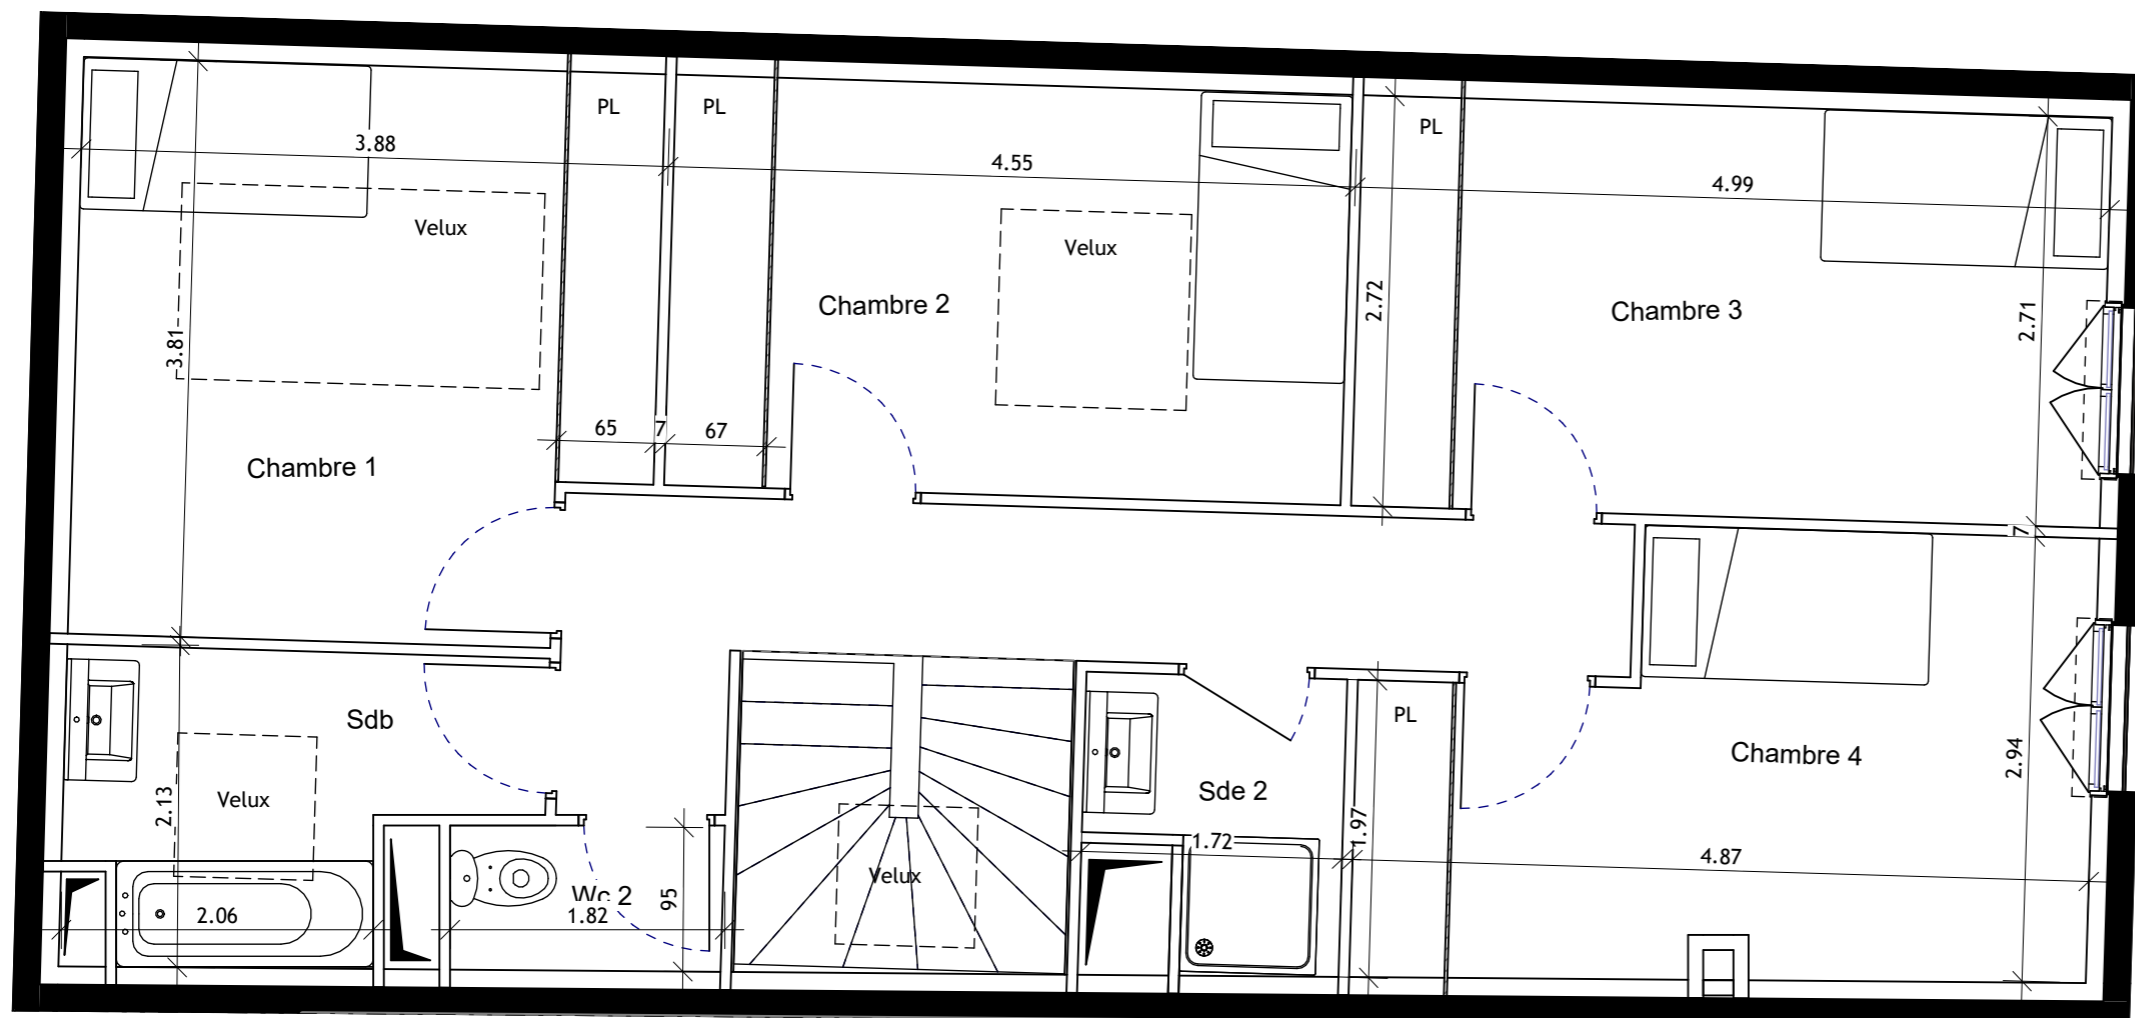 PL
PL
PL
3.88
4.55
4.99
Velux
Velux
Chambre 2
2.72
Chambre 3
2.71
3.81
65
7
67
Chambre 1
7
Sdb
PL
Chambre 4
2.94
Velux
2.13
Sde 2
1.97
1.72
4.87
Velux
Wc 2
95
2.06
1.82